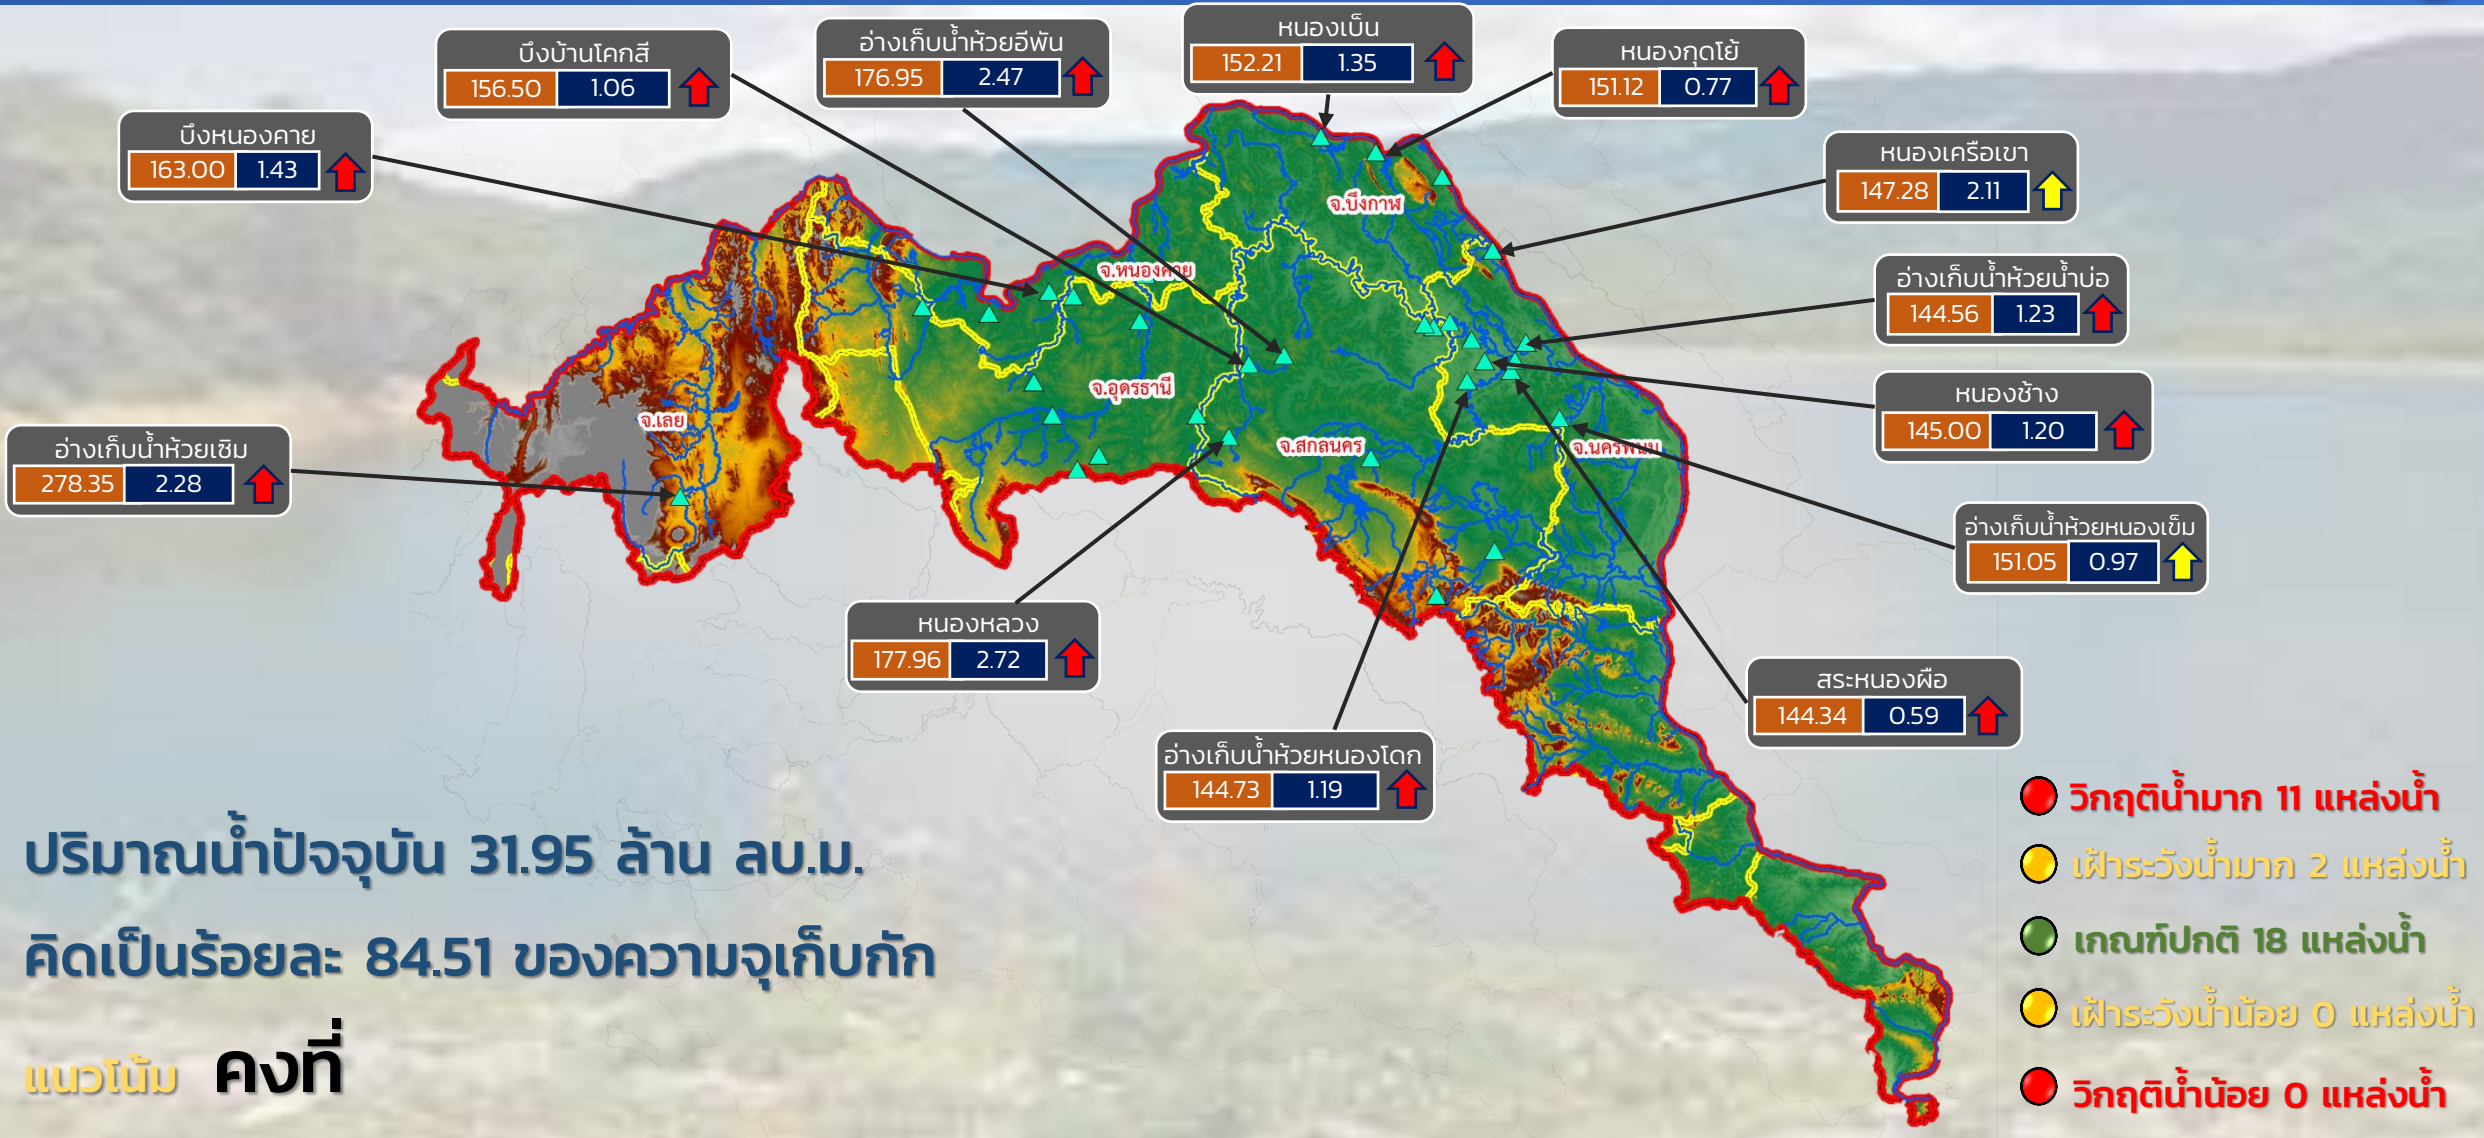 หนองเบ็น
152.21 1.35
อ่างเก็บน้ำห้วยอีพัน
176.95 2.47
บึงบ้านโคกสี
156.50 1.06
หนองกุดโย้
151.12 0.77
บึงหนองคาย
163.00 1.43
หนองเครือเขา
147.28 2.11
จ.บึงกาฬ
จ.หนองคาย
อ่างเก็บน้ำห้วยน้ำบ่อ
144.56 1.23
จ.อุดรธานี
หนองช้าง
145.00 1.20
จ.เลย
จ.สกลนคร
จ.นครพนม
อ่างเก็บน้ำห้วยเซิม
278.35 2.28
อ่างเก็บน้ำห้วยหนองเข็ม
151.05 0.97
หนองหลวง
177.96 2.72
สระหนองผือ
144.34 0.59
อ่างเก็บน้ำห้วยหนองโดก
144.73 1.19
ปริมาณน้ำปัจจุบัน 31.95 ล้าน ลบ.ม.
คิดเป็นร้อยละ 84.51 ของความจุเก็บกัก
แนวโน้ม คงที่
วิกฤติน้ำมาก 11 แหล่งน้ำ
เฝ้าระวังน้ำมาก 2 แหล่งน้ำ
เกณฑ์ปกติ 18 แหล่งน้ำ
เฝ้าระวังน้ำน้อย 0 แหล่งน้ำ
วิกฤติน้ำน้อย 0 แหล่งน้ำ